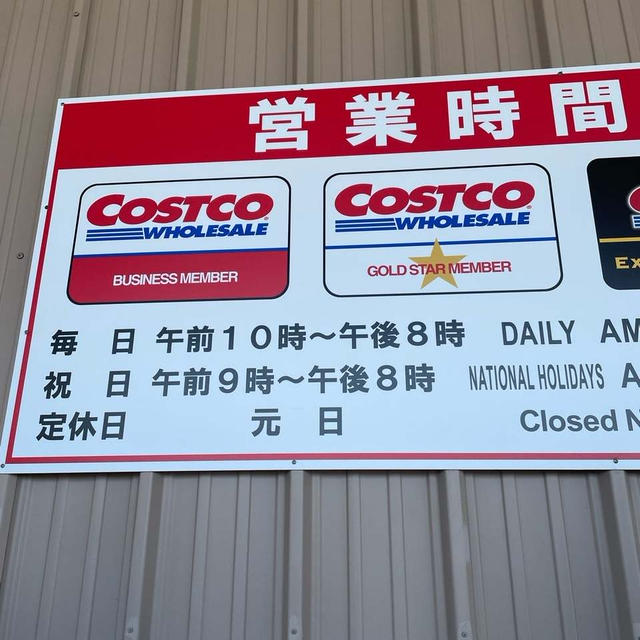 営業時間
COSTCO WHOLESALE BUSINESS MEMBER
COSTCO WHOLESALE GOLD STAR MEMBER
毎 日 午前10時～午後8時 DAILY AM
祝 日 午前9時～午後8時 NATIONAL HOLIDAYS
定休日 元 日 Closed